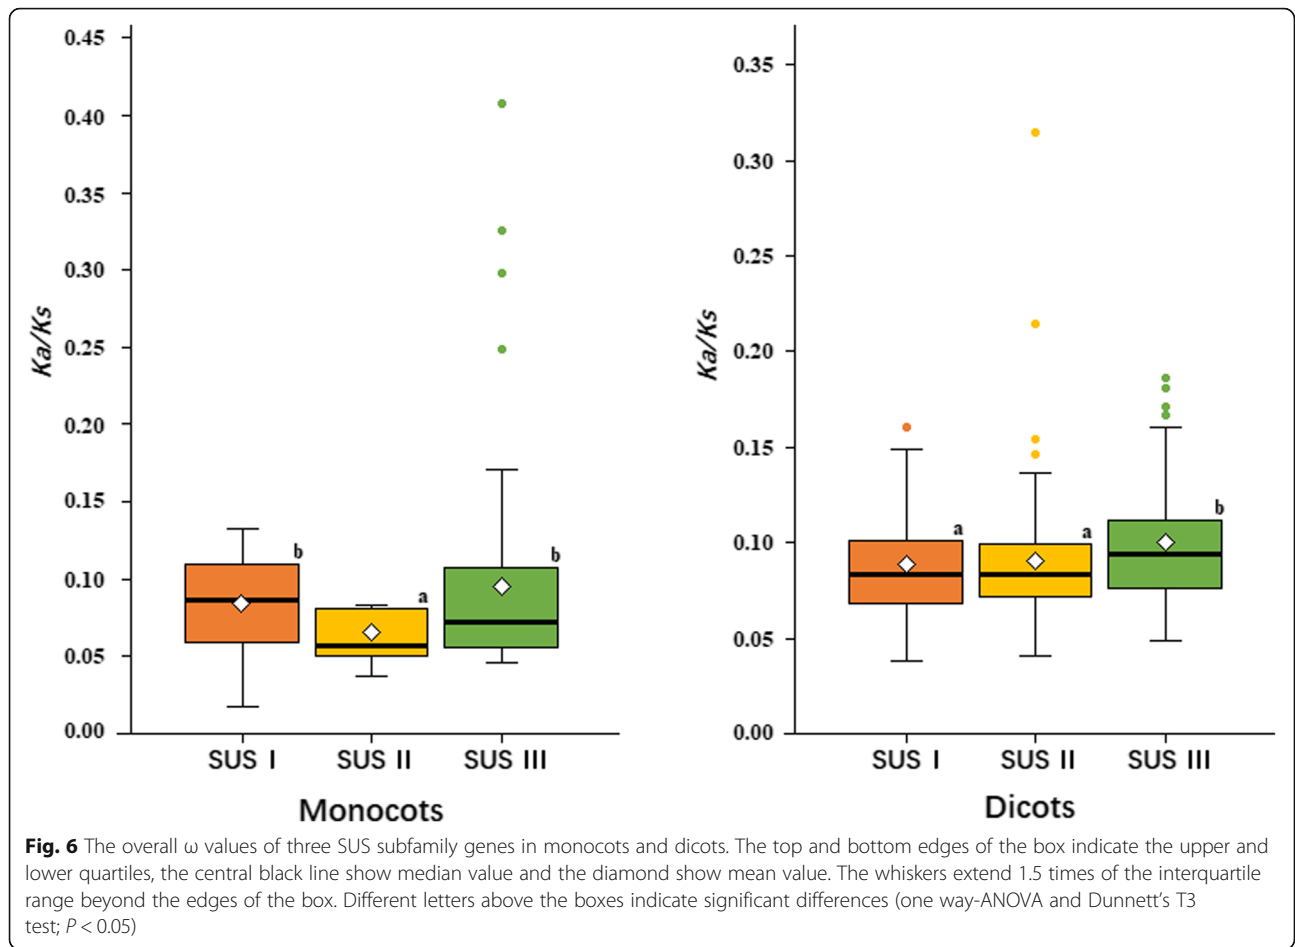 0.45
0.40
0.35
0.30
0.25
0.20
0.15
0.10
0.05
0.00
Ka/Ks
b
a
b
SUS I
SUS II
SUS III
Monocots
0.35
0.30
0.25
0.20
0.15
0.10
0.05
0.00
Ka/Ks
a
a
b
SUS I
SUS II
SUS III
Dicots
Fig. 6 The overall ω values of three SUS subfamily genes in monocots and dicots. The top and bottom edges of the box indicate the upper and
lower quartiles, the central black line show median value and the diamond show mean value. The whiskers extend 1.5 times of the interquartile
range beyond the edges of the box. Different letters above the boxes indicate significant differences (one way-ANOVA and Dunnett's T3
test; P < 0.05)